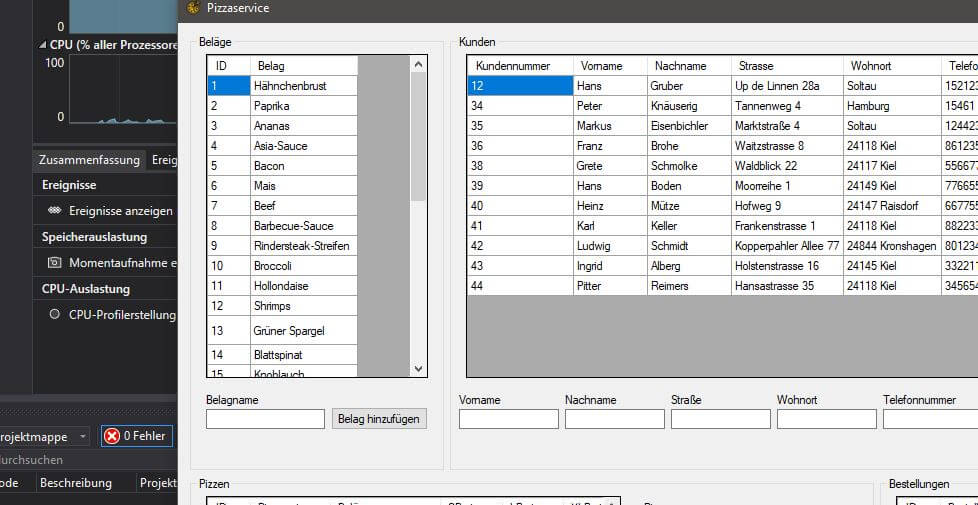 Pizzaservice
0
CPU (% aller Prozessore
100
0
Zusammenfassung Ereig
Ereignisse
Ereignisse anzeigen
Speicherauslastung
Momentaufnahme e
CPU-Auslastung
CPU-Profilerstellung
rojektmappe 0 Fehler
urchsuchen
ode Beschreibung Projekt
Beläge
ID Belag
1 Hähnchenbrust
2 Paprika
3 Ananas
4 Asia-Sauce
5 Bacon
6 Mais
7 Beef
8 Barbecue-Sauce
9 Rindersteak-Streifen
10 Broccoli
11 Hollondaise
12 Shrimps
13 Grüner Spargel
14 Blattspinat
15 Knoblauch
Belagname
Belag hinzufügen
Kunden
Kundennummer Vorname Nachname Strasse Wohnort Telefon
12 Hans Gruber Up de Linnen 28a Soltau 152123
34 Peter Knäuserig Tannenweg 4 Hamburg 15461
35 Markus Eisenbichler Marktstraße 4 Soltau 124423
36 Franz Brohe Waitzstrasse 8 24118 Kiel 861235
38 Grete Schmolke Waldblick 22 24117 Kiel 556677
39 Hans Boden Moorreihe 1 24149 Kiel 776655
40 Heinz Mütze Hofweg 9 24147 Raisdorf 667755
41 Karl Keller Frankenstrasse 1 24118 Kiel 882233
42 Ludwig Schmidt Kopperpahler Allee 77 24844 Kronshagen 801234
43 Ingrid Alberg Holstenstrasse 16 24145 Kiel 332211
44 Pitter Reimers Hansastrasse 35 24118 Kiel 345654
Vorname Nachname Straße Wohnort Telefonnummer
Pizzen
Bestellungen